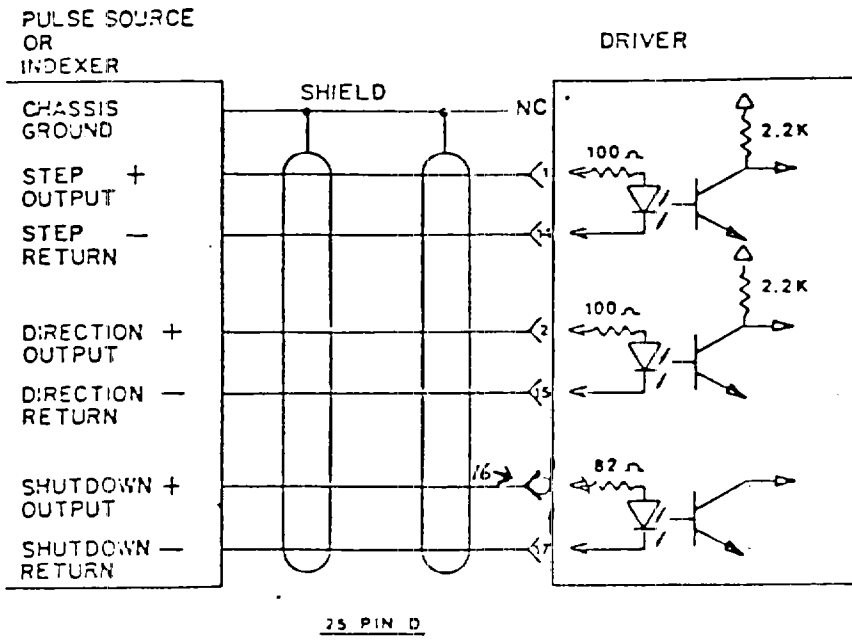 PULSE SOURCE
OR
INDEXER
DRIVER
CHASSIS
GROUND
SHIELD
NC
2.2K
STEP +
OUTPUT
1
100 Ω
STEP —
RETURN
14
2.2K
DIRECTION +
OUTPUT
2
100 Ω
DIRECTION —
RETURN
15
SHUTDOWN +
OUTPUT
16
82 Ω
SHUTDOWN —
RETURN
25 PIN D